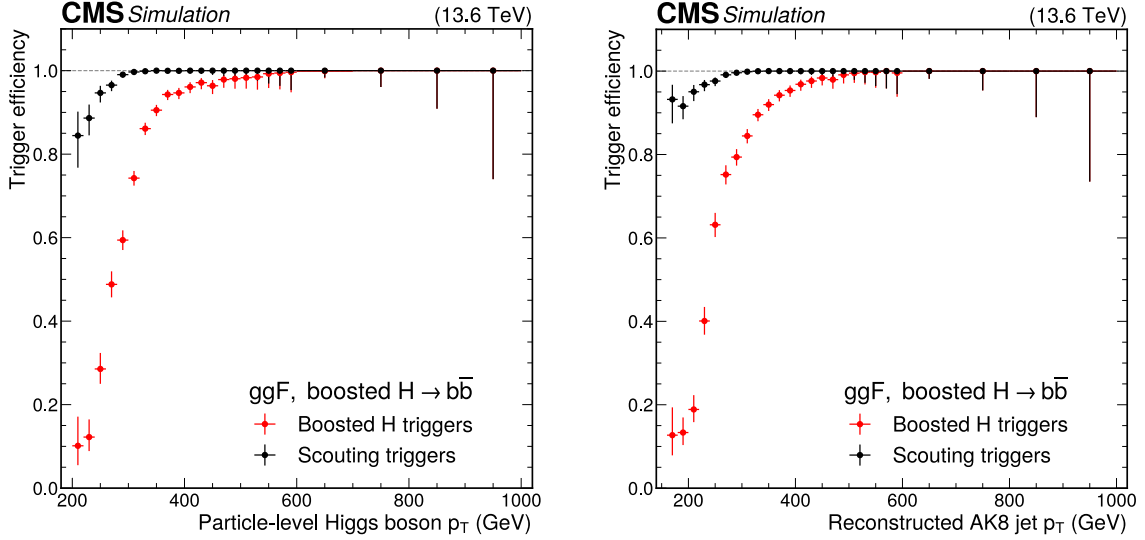 CMS Simulation (13.6 TeV)
Trigger efficiency
1.0
0.8
0.6
0.4
0.2
0.0
ggF, boosted H → bb̅
Boosted H triggers
Scouting triggers
200 400 600 800 1000
Particle-level Higgs boson p_T (GeV)
CMS Simulation (13.6 TeV)
Trigger efficiency
1.0
0.8
0.6
0.4
0.2
0.0
ggF, boosted H → bb̅
Boosted H triggers
Scouting triggers
200 400 600 800 1000
Reconstructed AK8 jet p_T (GeV)